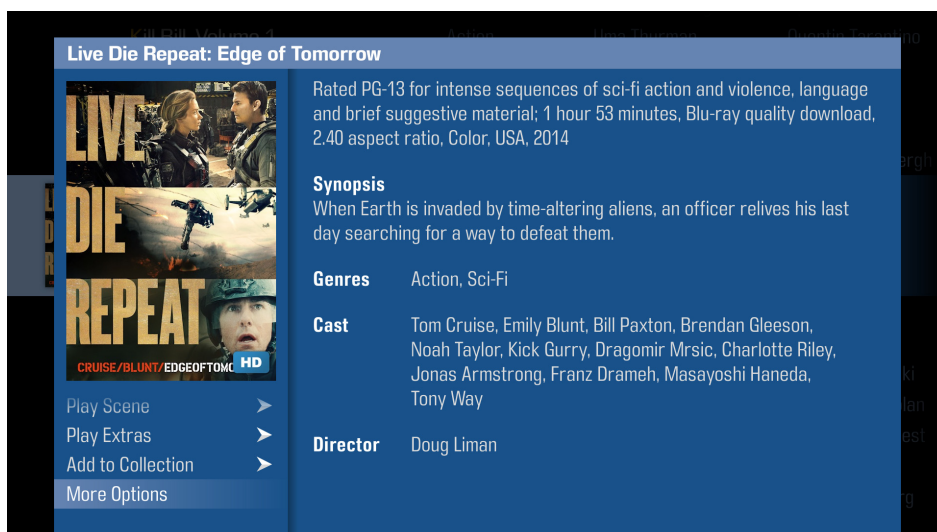 Kill Bill, Volume 1 Action Uma Thurman Quentin Tarantino
Live Die Repeat: Edge of Tomorrow
LIVE
DIE
REPEAT
CRUISE/BLUNT/EDGEOFTOMO
HD
Play Scene
Play Extras
Add to Collection
More Options
Rated PG-13 for intense sequences of sci-fi action and violence, language
and brief suggestive material; 1 hour 53 minutes, Blu-ray quality download,
2.40 aspect ratio, Color, USA, 2014
Synopsis
When Earth is invaded by time-altering aliens, an officer relives his last
day searching for a way to defeat them.
Genres Action, Sci-Fi
Cast Tom Cruise, Emily Blunt, Bill Paxton, Brendan Gleeson,
Noah Taylor, Kick Gurry, Dragomir Mrsic, Charlotte Riley,
Jonas Armstrong, Franz Drameh, Masayoshi Haneda,
Tony Way
Director Doug Liman